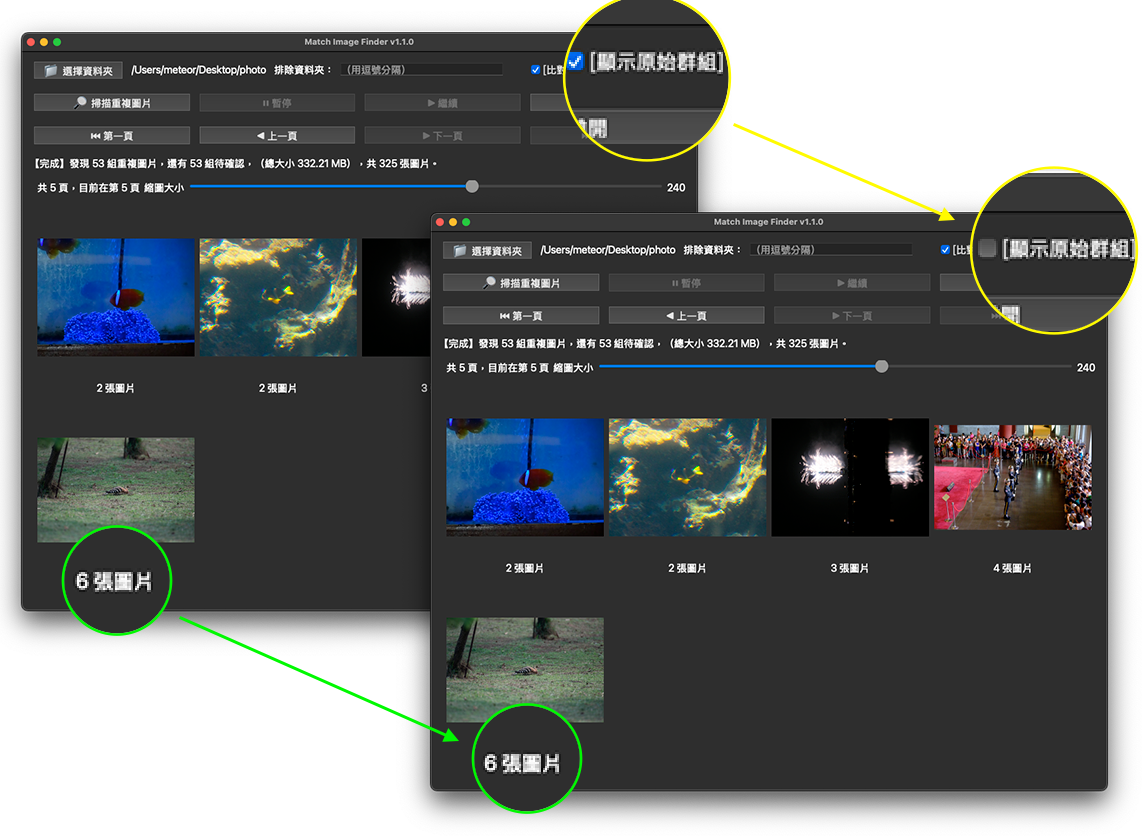 Match Image Finder v1.1.0
選擇資料夾 /Users/meteor/Desktop/photo 排除資料夾： （用逗號分隔） [比對
[顯示原始群組]
掃描重複圖片 暫停 繼續
開
第一頁 上一頁 下一頁
【完成】發現 53 組重複圖片，還有 53 組待確認。（總大小 332.21 MB），共 325 張圖片。
共 5 頁，目前在第 5 頁 縮圖大小 240
2 張圖片
2 張圖片
3
6 張圖片
Match Image Finder v1.1.0
選擇資料夾 /Users/meteor/Desktop/photo 排除資料夾： （用逗號分隔） [比
[顯示原始群組]
掃描重複圖片 暫停 繼續
第一頁 上一頁 下一頁
【完成】發現 53 組重複圖片，還有 53 組待確認。（總大小 332.21 MB），共 325 張圖片。
共 5 頁，目前在第 5 頁 縮圖大小 240
2 張圖片
2 張圖片
3 張圖片
4 張圖片
6 張圖片